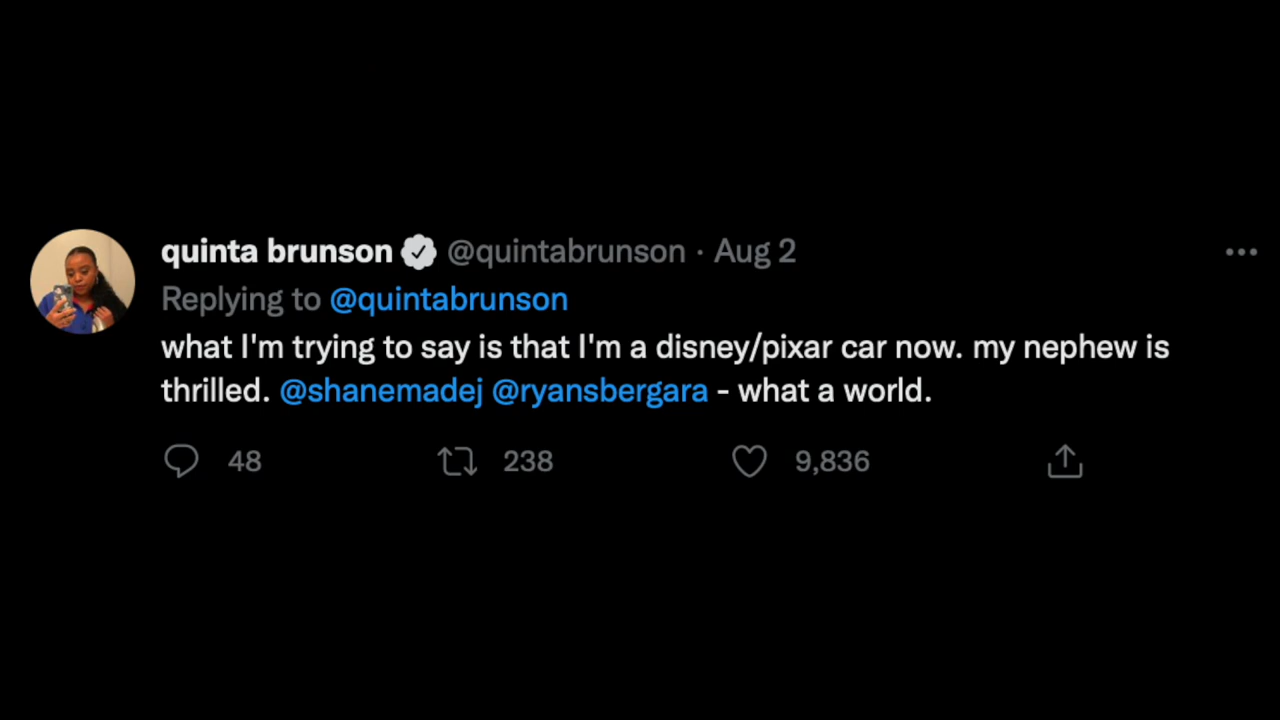 quinta brunson @quintabrunson · Aug 2
Replying to @quintabrunson
what I'm trying to say is that I'm a disney/pixar car now. my nephew is
thrilled. @shanemadej @ryansbergara - what a world.
48 238 9,836